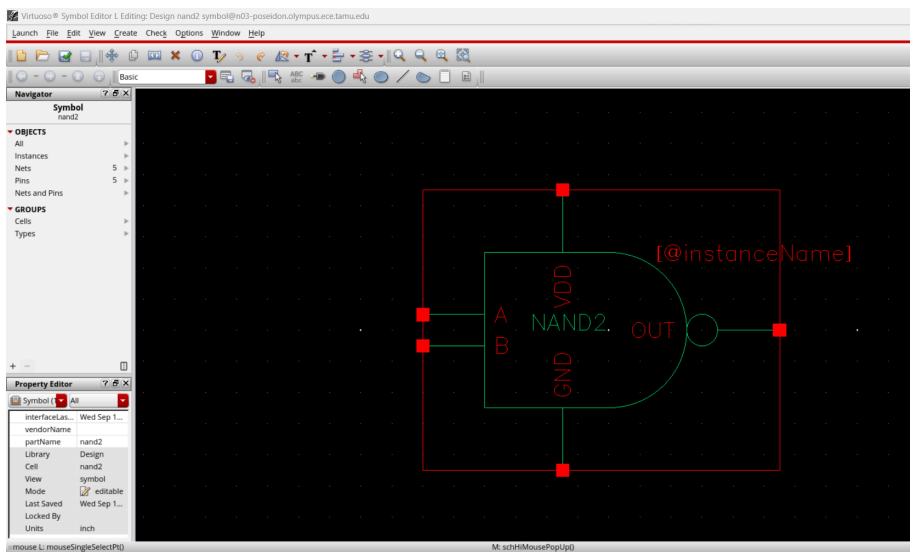 Virtuoso® Symbol Editor L Editing: Design nand2 symbol@n03-poseidon.olympus.ece.tamu.edu
Launch File Edit View Create Check Options Window Help
Basic
ABC
abc
Navigator
Symbol
nand2
OBJECTS
All
Instances
Nets 5
Pins 5
Nets and Pins
GROUPS
Cells
Types
[@instanceName]
VDD
A
NAND2
OUT
B
GND
Property Editor
Symbol (1 All
interfaceLas... Wed Sep 1...
vendorName
partName nand2
Library Design
Cell nand2
View symbol
Mode editable
Last Saved Wed Sep 1...
Locked By
Units inch
mouse L: mouseSingleSelectPt() M: schHiMousePopUp()